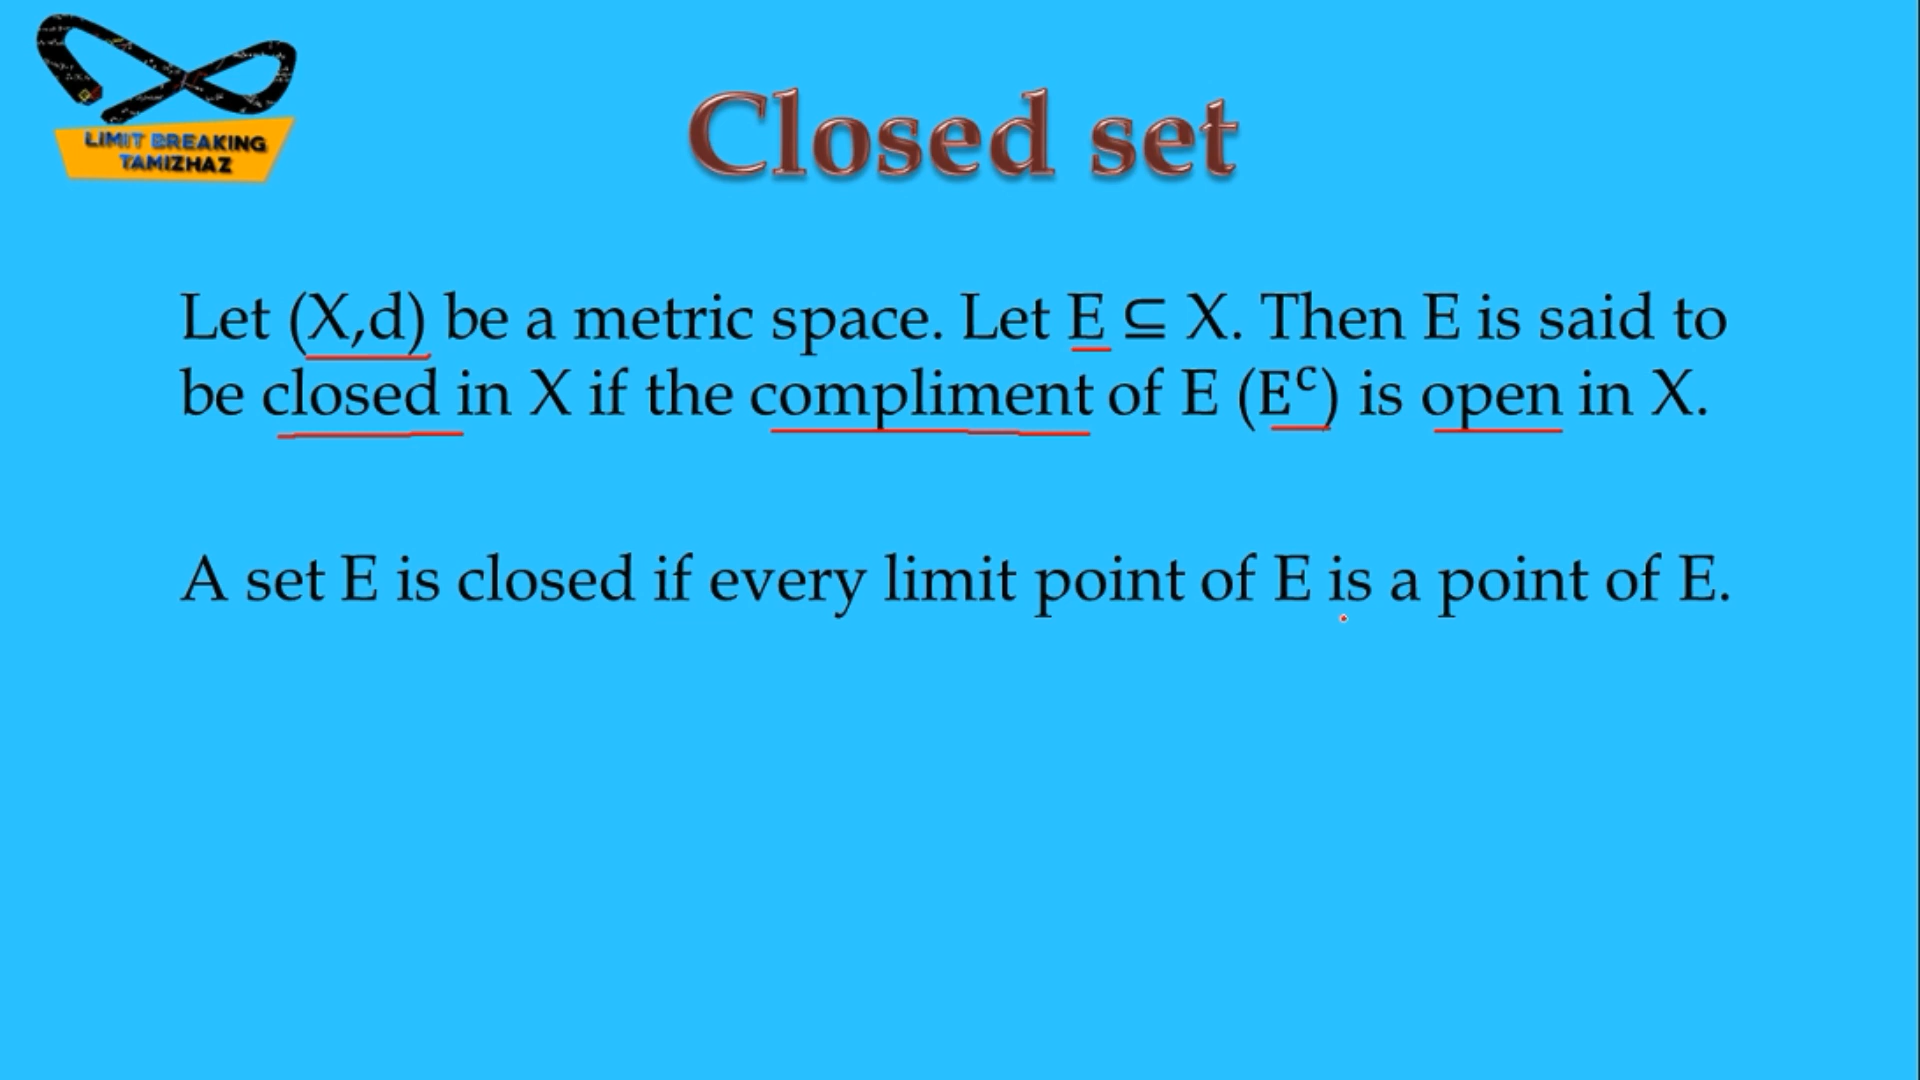 LIMIT BREAKING
TAMIZHAZ
Closed set
Let (X,d) be a metric space. Let E ⊆ X. Then E is said to
be closed in X if the compliment of E (Eᶜ) is open in X.
A set E is closed if every limit point of E is a point of E.